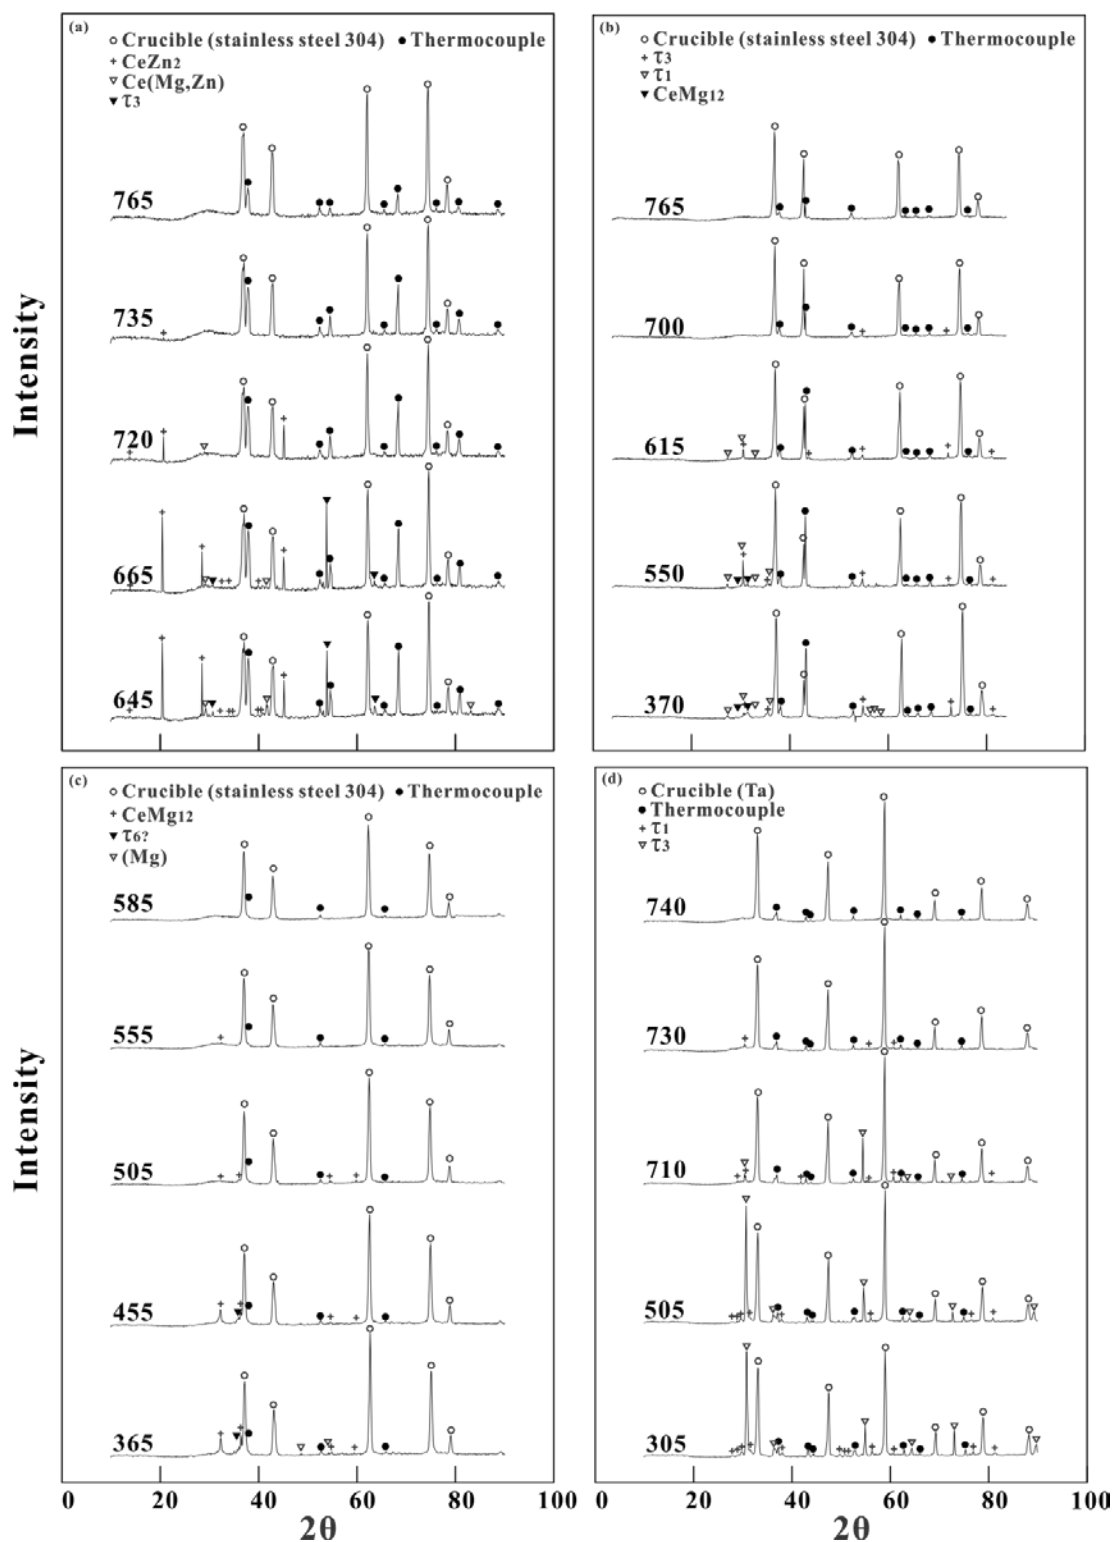 (a)
Crucible (stainless steel 304) Thermocouple
CeZn2
Ce(Mg,Zn)
τ3
765
735
720
665
645
(b)
Crucible (stainless steel 304) Thermocouple
τ3
τ1
CeMg12
765
700
615
550
370
Intensity
(c)
Crucible (stainless steel 304) Thermocouple
CeMg12
τ6?
(Mg)
585
555
505
455
365
0 20 40 60 80 100
2θ
(d)
Crucible (Ta)
Thermocouple
τ1
τ3
740
730
710
505
305
0 20 40 60 80 100
2θ
Intensity